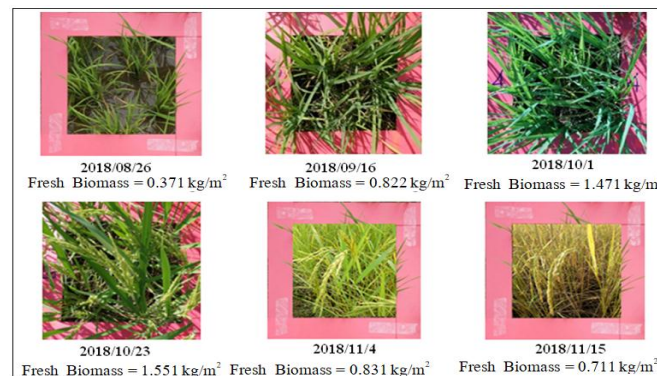 2018/08/26
Fresh Biomass = 0.371 kg/m²
2018/09/16
Fresh Biomass = 0.822 kg/m²
2018/10/1
Fresh Biomass = 1.471 kg/m
2018/10/23
Fresh Biomass = 1.551 kg/m²
2018/11/4
Fresh Biomass = 0.831 kg/m²
2018/11/15
Fresh Biomass = 0.711 kg/m²